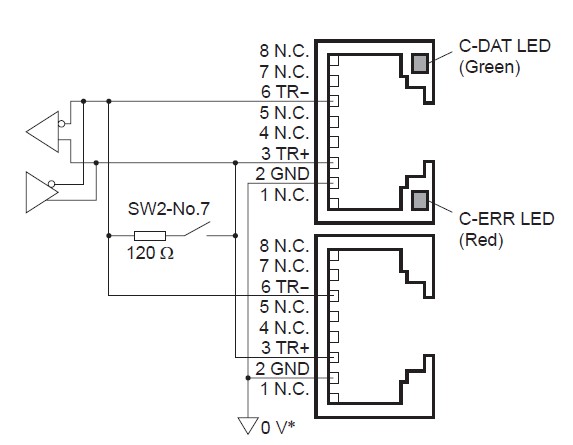 8 N.C.
7 N.C.
6 TR−
5 N.C.
4 N.C.
3 TR+
2 GND
1 N.C.
C-DAT LED
(Green)
C-ERR LED
(Red)
SW2-No.7
120 Ω
8 N.C.
7 N.C.
6 TR−
5 N.C.
4 N.C.
3 TR+
2 GND
1 N.C.
0 V*